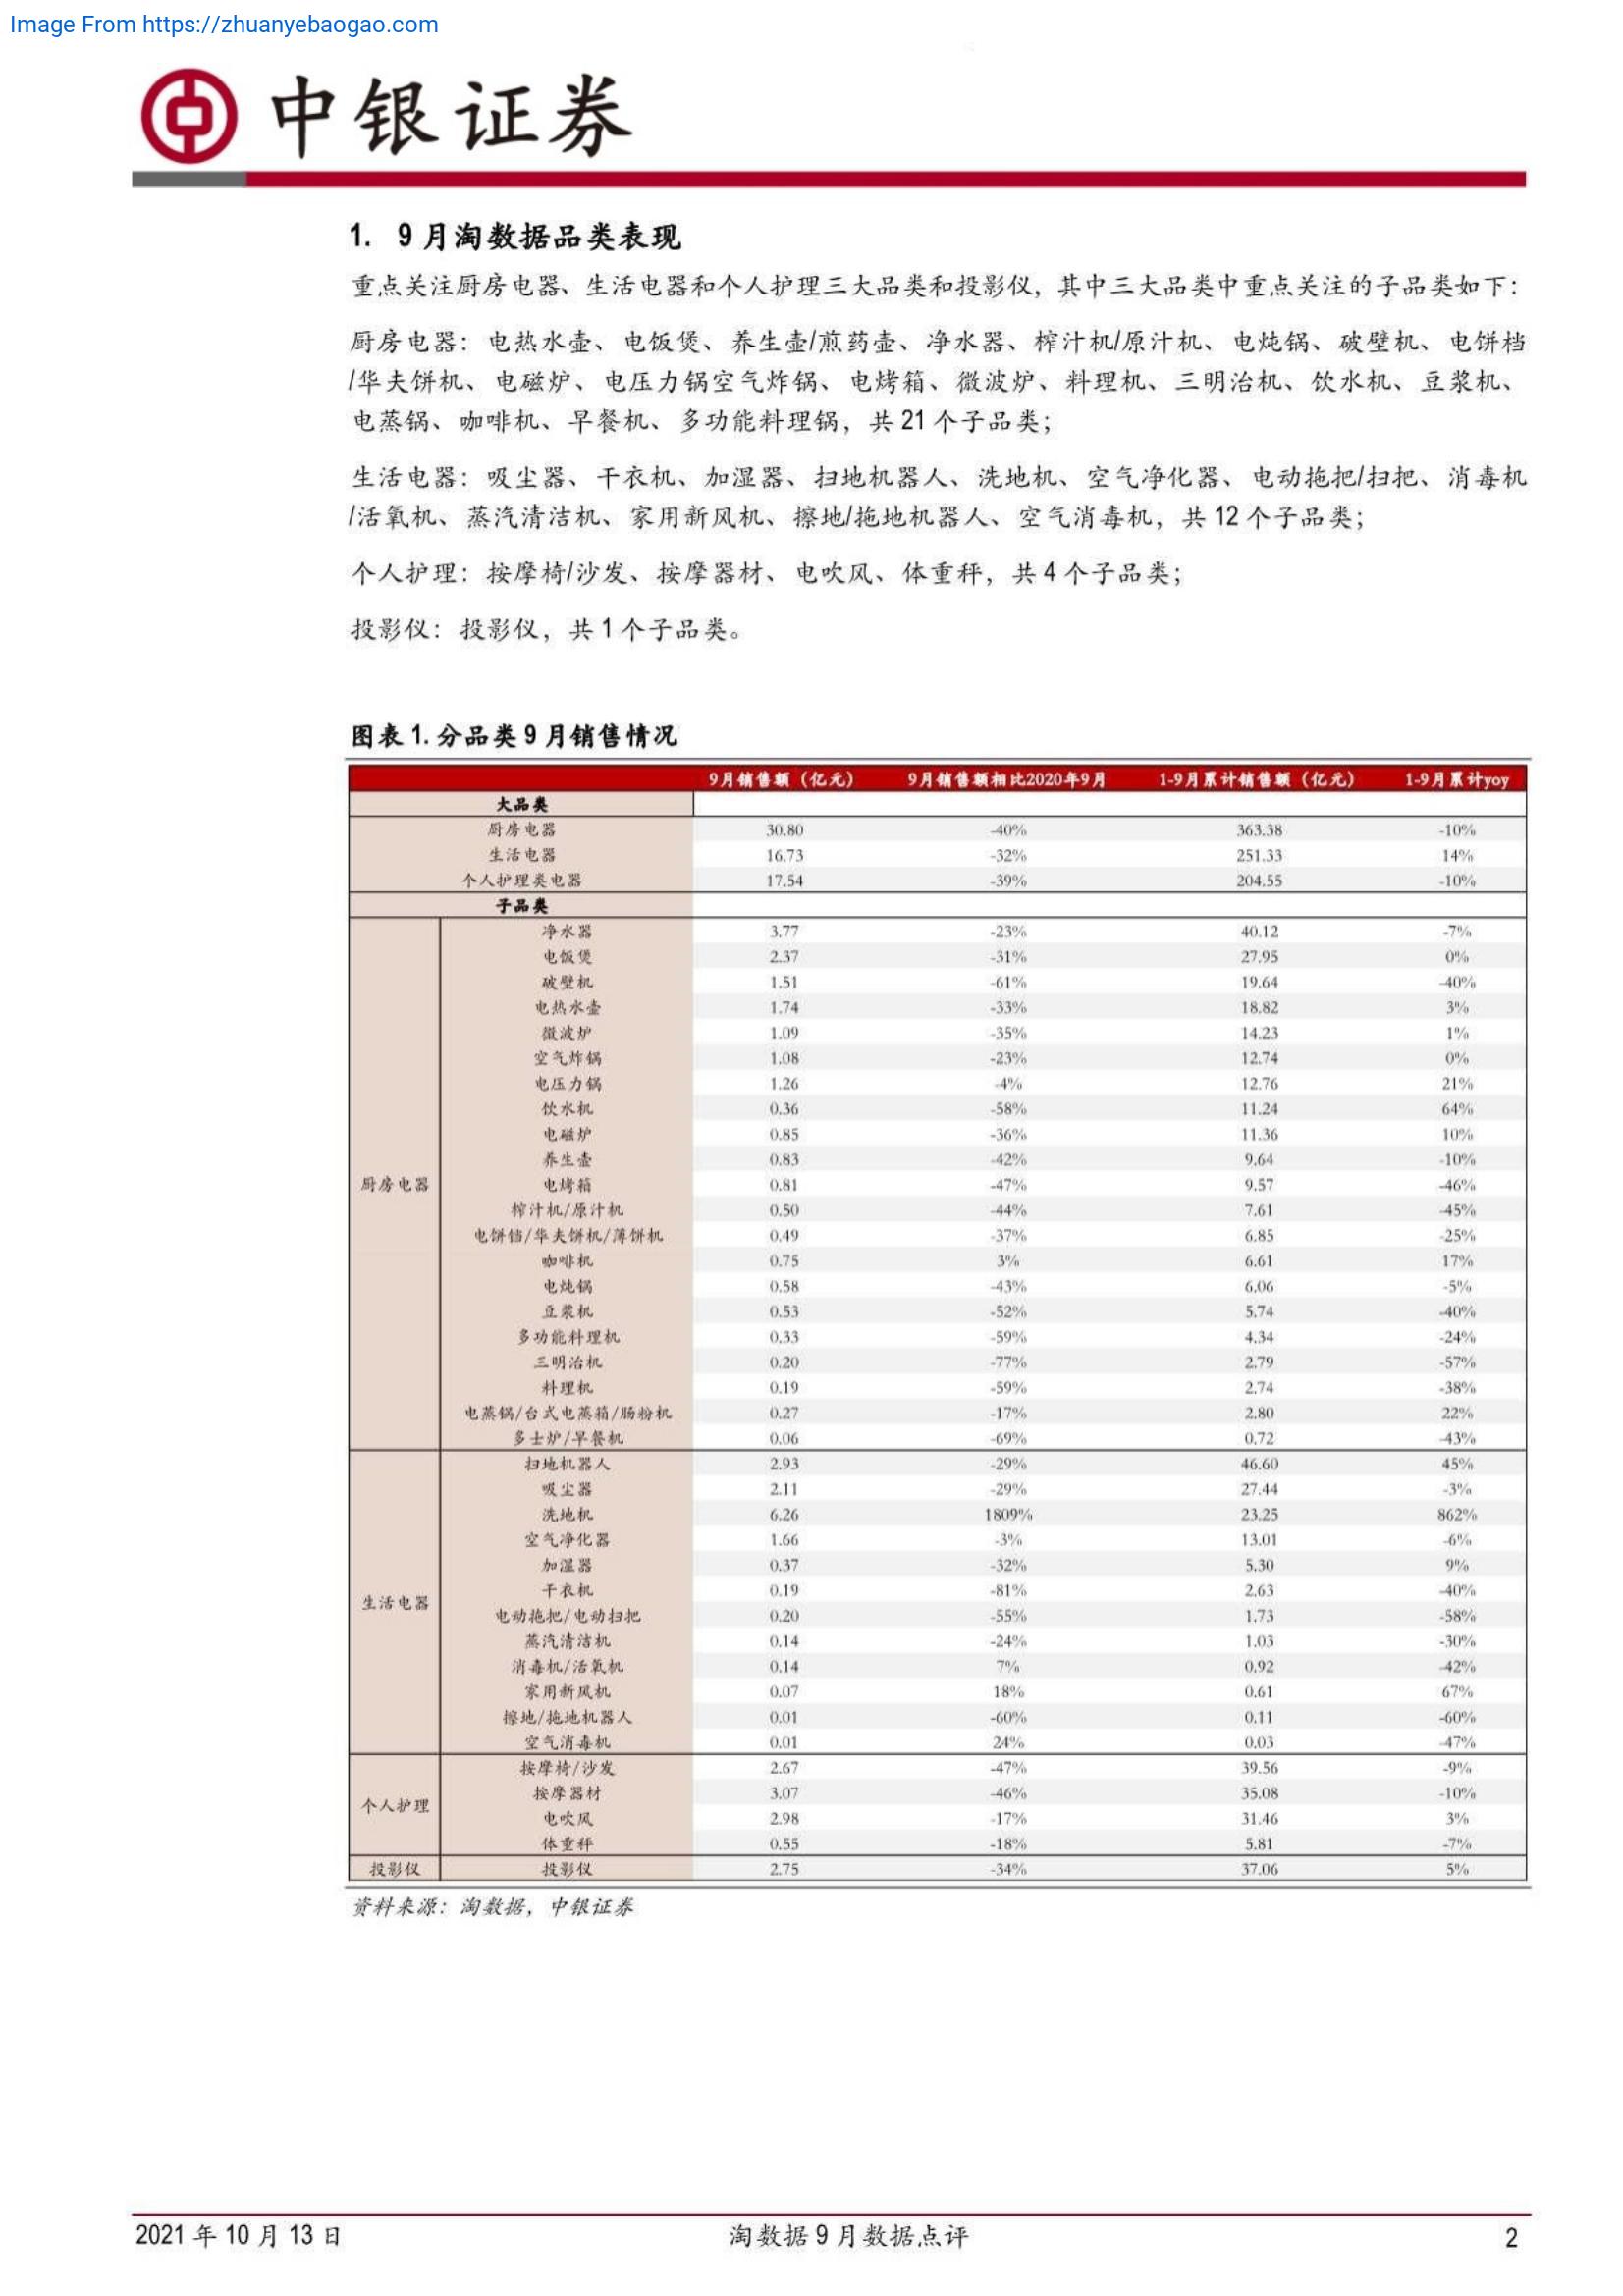 Image From https://zhuanyebaogao.com
中银证券
1. 9月淘数据品类表现
重点关注厨房电器、生活电器和个人护理三大品类和投影仪,其中三大品类中重点关注的子品类如下:
厨房电器:电热水壶、电饭煲、养生壶/煎药壶、净水器、榨汁机/原汁机、电炖锅、破壁机、电饼档
/华夫饼机、电磁炉、电压力锅空气炸锅、电烤箱、微波炉、料理机、三明治机、饮水机、豆浆机、
电蒸锅、咖啡机、早餐机、多功能料理锅,共21个子品类;
生活电器:吸尘器、干衣机、加湿器、扫地机器人、洗地机、空气净化器、电动拖把/扫把、消毒机
/活氧机、蒸汽清洁机、家用新风机、擦地/拖地机器人、空气消毒机,共12个子品类;
个人护理:按摩椅/沙发、按摩器材、电吹风、体重秤,共4个子品类;
投影仪:投影仪,共1个子品类。
图表1.分品类9月销售情况
9月销售额(亿元) 9月销售额相比2020年9月 1-9月累计销售额(亿元) 1-9月累计yoy
大品类
厨房电器 30.80 -40% 363.38 -10%
生活电器 16.73 -32% 251.33 14%
个人护理类电器 17.54 -39% 204.55 -10%
子品类
净水器 3.77 -23% 40.12 -7%
电饭煲 2.37 -31% 27.95 0%
破壁机 1.51 -61% 19.64 -40%
电热水壶 1.74 -33% 18.82 3%
微波炉 1.09 -35% 14.23 1%
空气炸锅 1.08 -23% 12.74 0%
电压力锅 1.26 -4% 12.76 21%
饮水机 0.36 -58% 11.24 64%
电磁炉 0.85 -36% 11.36 10%
养生壶 0.83 -42% 9.64 -10%
厨房电器 电烤箱 0.81 -47% 9.57 -46%
榨汁机/原汁机 0.50 -44% 7.61 -45%
电饼铛/华夫饼机/薄饼机 0.49 -37% 6.85 -25%
咖啡机 0.75 3% 6.61 17%
电炖锅 0.58 -43% 6.06 -5%
豆浆机 0.53 -52% 5.74 -40%
多功能料理机 0.33 -59% 4.34 -24%
三明治机 0.20 -77% 2.79 -57%
料理机 0.19 -59% 2.74 -38%
电蒸锅/台式电蒸箱/肠粉机 0.27 -17% 2.80 22%
多士炉/早餐机 0.06 -69% 0.72 -43%
扫地机器人 2.93 -29% 46.60 45%
吸尘器 2.11 -29% 27.44 -3%
洗地机 6.26 1809% 23.25 862%
空气净化器 1.66 -3% 13.01 -6%
加湿器 0.37 -32% 5.30 9%
干衣机 0.19 -81% 2.63 -40%
生活电器 电动拖把/电动扫把 0.20 -55% 1.73 -58%
蒸汽清洁机 0.14 -24% 1.03 -30%
消毒机/活氧机 0.14 7% 0.92 -42%
家用新风机 0.07 18% 0.61 67%
擦地/拖地机器人 0.01 -60% 0.11 -60%
空气消毒机 0.01 24% 0.03 -47%
按摩椅/沙发 2.67 -47% 39.56 -9%
按摩器材 3.07 -46% 35.08 -10%
个人护理 电吹风 2.98 -17% 31.46 3%
体重秤 0.55 -18% 5.81 -7%
投影仪 投影仪 2.75 -34% 37.06 5%
资料来源:淘数据,中银证券
2021年10月13日 淘数据9月数据点评 2